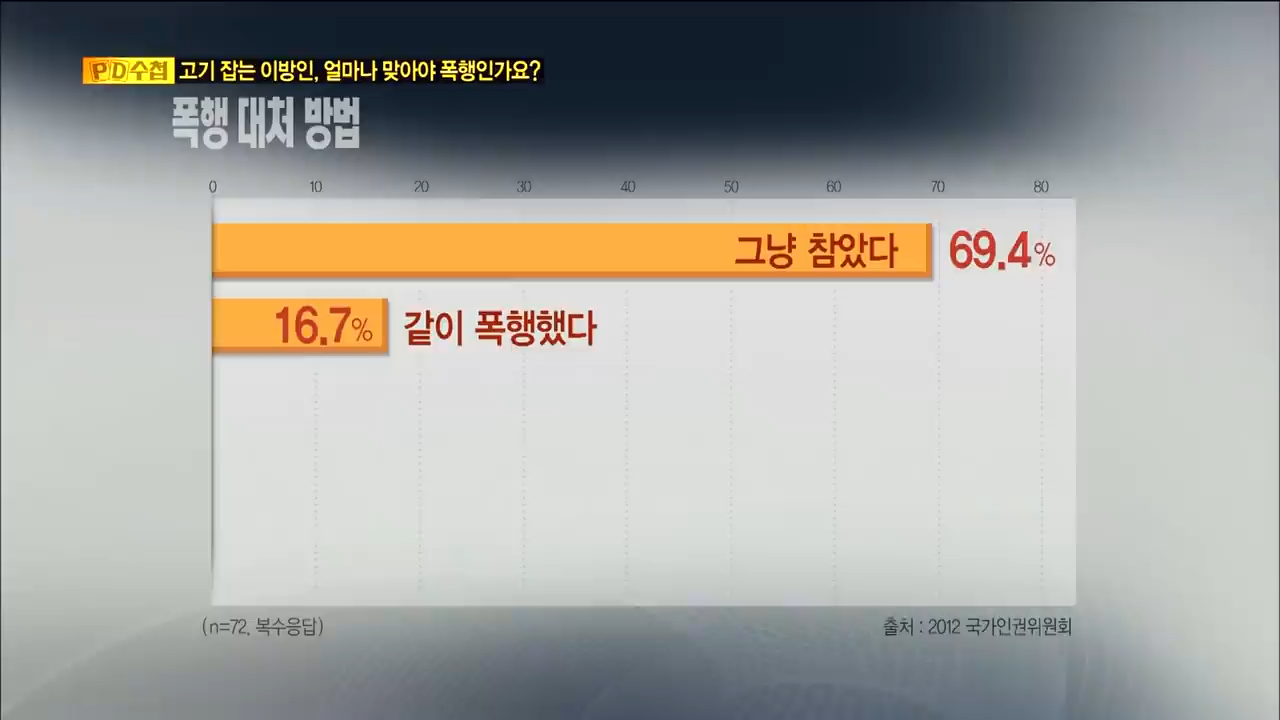 PD수첩 고기 잡는 이방인, 얼마나 맞아야 폭행인가요?
폭행 대처 방법
0 10 20 30 40 50 60 70 80
그냥 참았다 69.4%
16.7% 같이 폭행했다
(n=72, 복수응답)
출처 : 2012 국가인권위원회